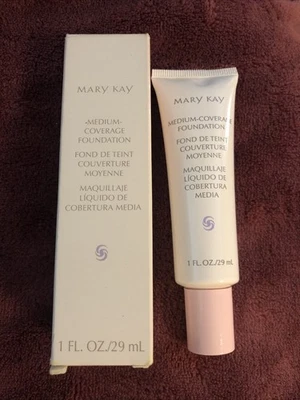 MARY KAY
•MEDIUM-
COVERAGE
FOUNDATION
FOND DE TEINT
COUVERTURE
MOYENNE
MAQUILLAJE
LÍQUIDO DE
COBERTURA MEDIA
1 FL. OZ./29 mL
MARY KAY
MEDIUM-COVERAGE
FOUNDATION
FOND DE TEINT
COUVERTURE
MOYENNE
MAQUILLAJE
LÍQUIDO DE
COBERTURA
MEDIA
1 FL. OZ./29 mL